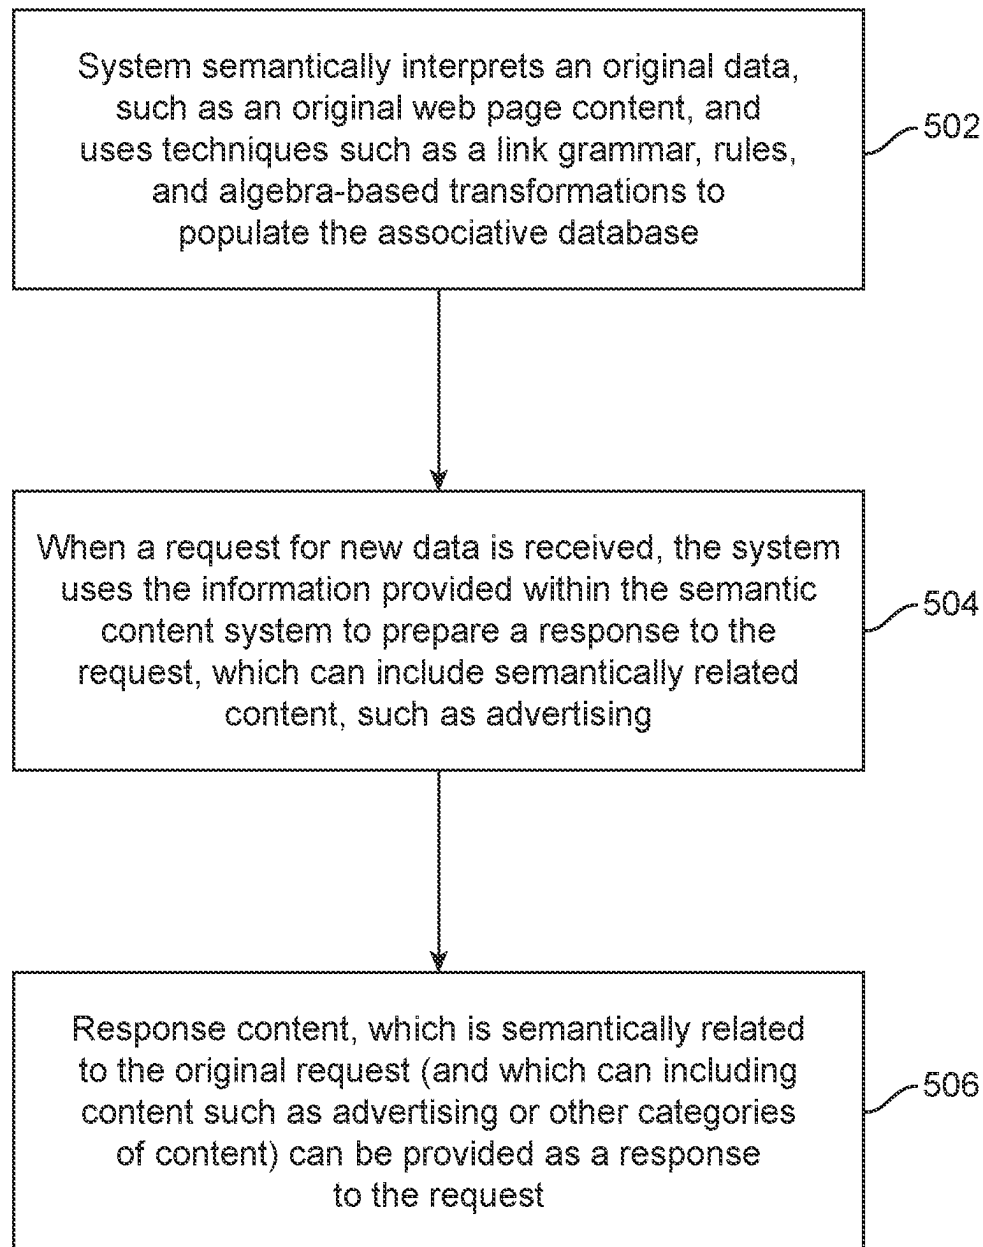 System semantically interprets an original data,
such as an original web page content, and
uses techniques such as a link grammar, rules,
and algebra-based transformations to
populate the associative database
502
When a request for new data is received, the system
uses the information provided within the semantic
content system to prepare a response to the
request, which can include semantically related
content, such as advertising
504
Response content, which is semantically related
to the original request (and which can including
content such as advertising or other categories
of content) can be provided as a response
to the request
506